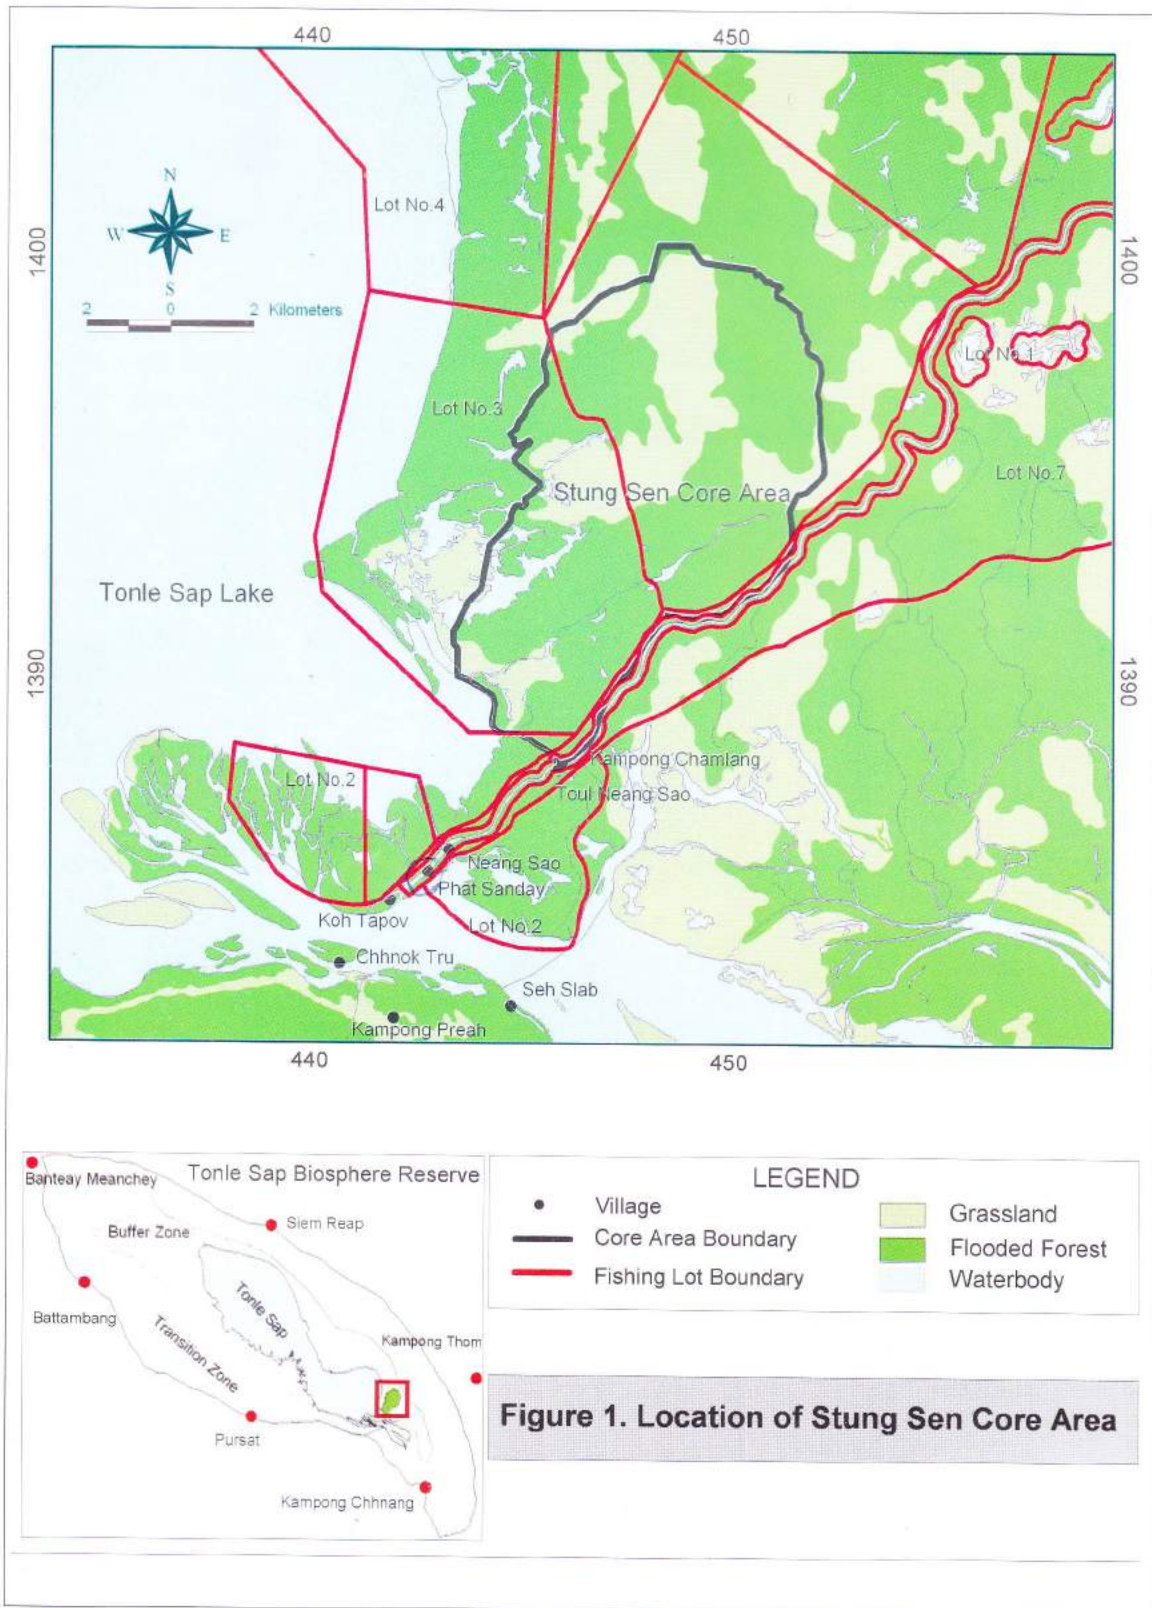 440
450
N
W
E
S
2
0
2 Kilometers
1400
1400
Lot No.4
Lot No.1
Lot No.3
Lot No.7
Stung Sen Core Area
Tonle Sap Lake
1390
1390
Kampong Chamlang
Lot No.2
Toul Neang Sao
Neang Sao
Phat Sanday
Koh Tapov
Lot No.2
Chhnok Tru
Seh Slab
Kampong Preah
440
450
Tonle Sap Biosphere Reserve
Banteay Meanchey
Siem Reap
Buffer Zone
Tonle Sap
Battambang
Transition Zone
Kampong Thom
Pursat
Kampong Chhnang
LEGEND
Village
Core Area Boundary
Fishing Lot Boundary
Grassland
Flooded Forest
Waterbody
Figure 1. Location of Stung Sen Core Area